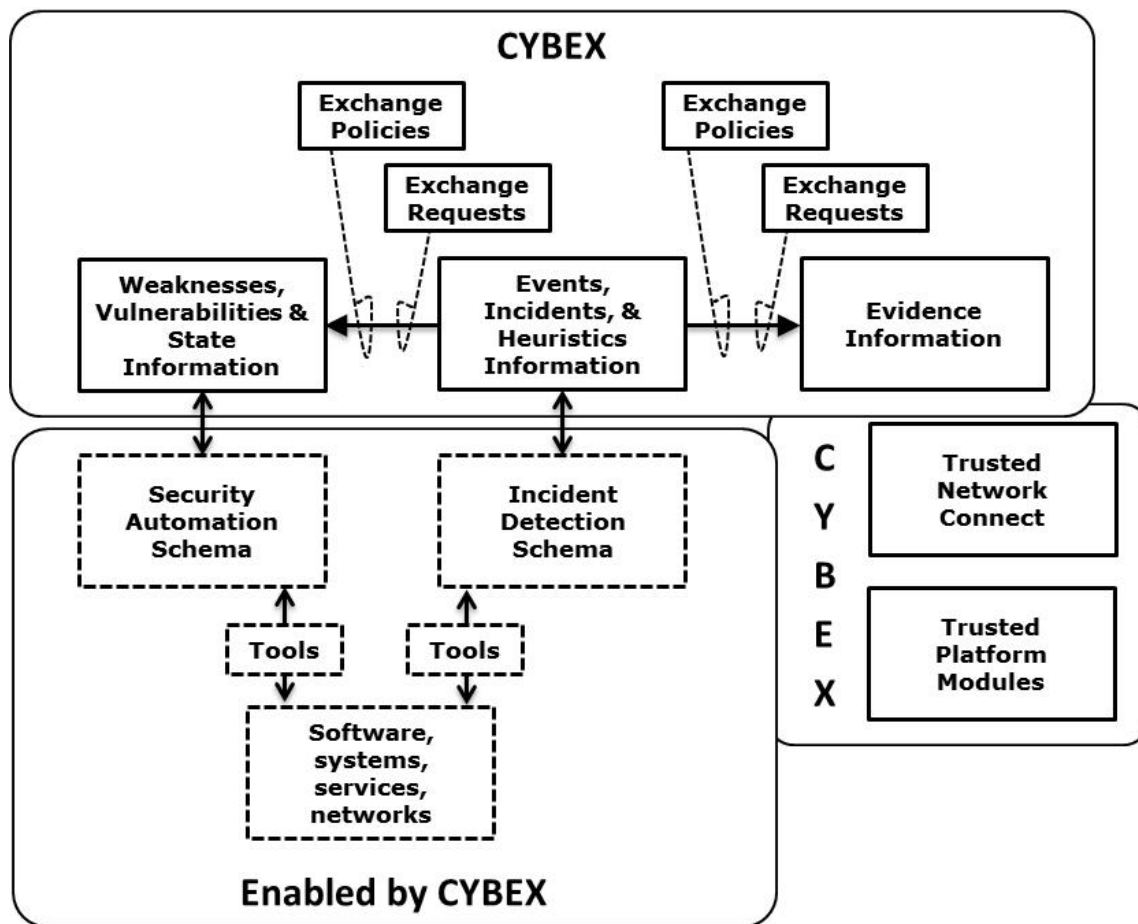 CYBEX
Exchange
Policies
Exchange
Requests
Exchange
Policies
Exchange
Requests
Weaknesses,
Vulnerabilities &
State
Information
Events,
Incidents, &
Heuristics
Information
Evidence
Information
Security
Automation
Schema
Incident
Detection
Schema
Tools
Tools
Software,
systems,
services,
networks
Enabled by CYBEX
C
Y
B
E
X
Trusted
Network
Connect
Trusted
Platform
Modules